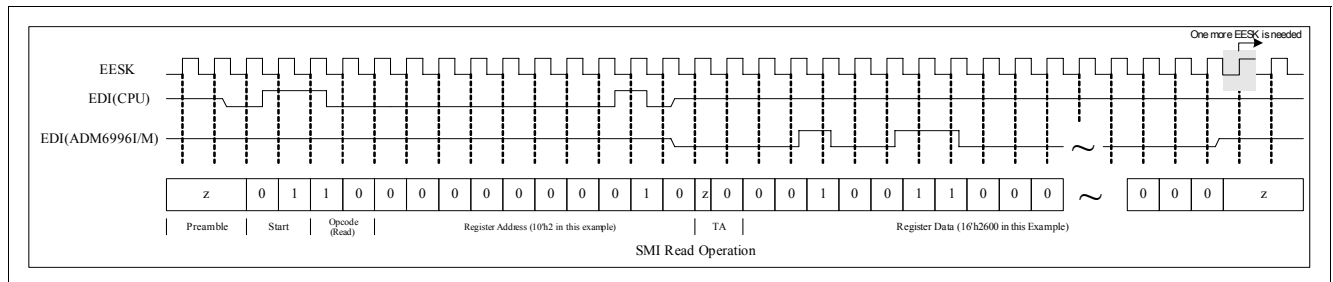 One more EESK is needed
EESK
EDI(CPU)
EDI(ADM6996I/M)
~
z 0 1 1 0 0 0 0 0 0 0 0 0 1 0 z 0 0 0 1 0 0 1 1 0 0 0 ~ 0 0 0 z
Preamble Start Opcode (Read) Register Address (10'h2 in this example) TA Register Data (16'h2600 in this Example)
SMI Read Operation